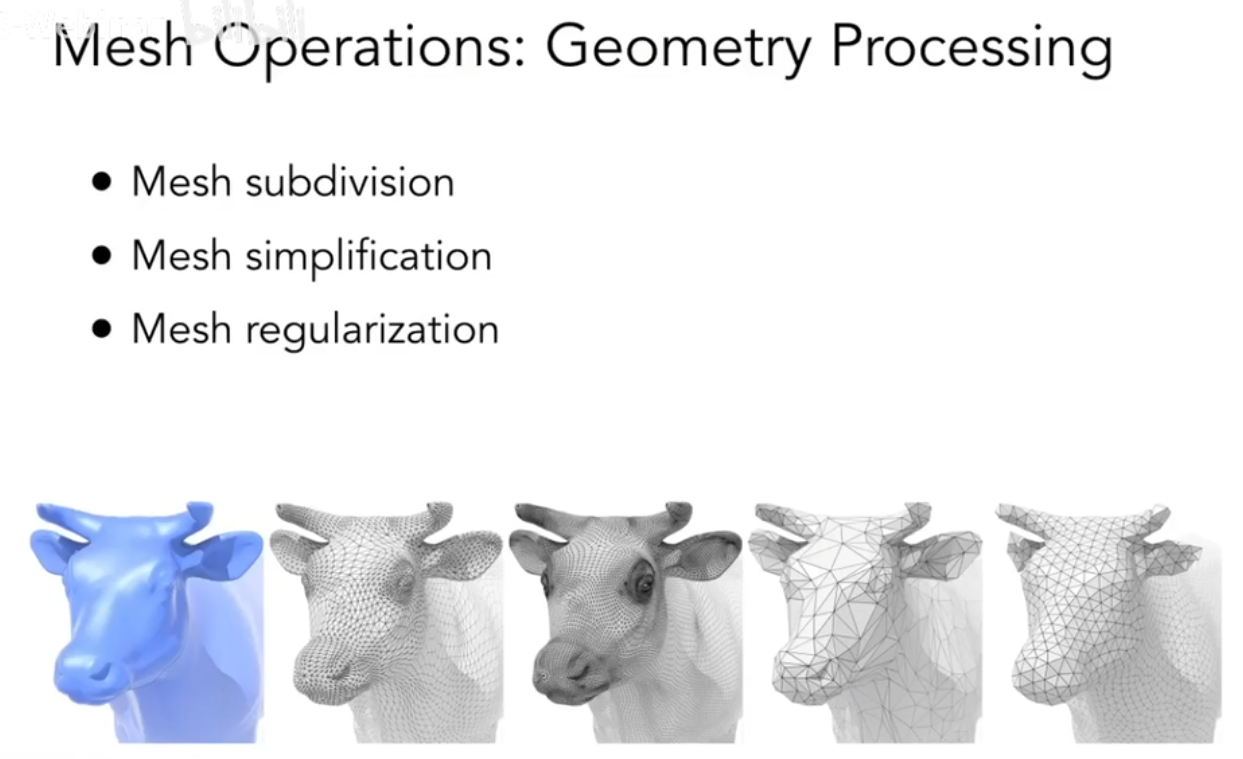 Mesh Operations: Geometry Processing
● Mesh subdivision
● Mesh simplification
● Mesh regularization